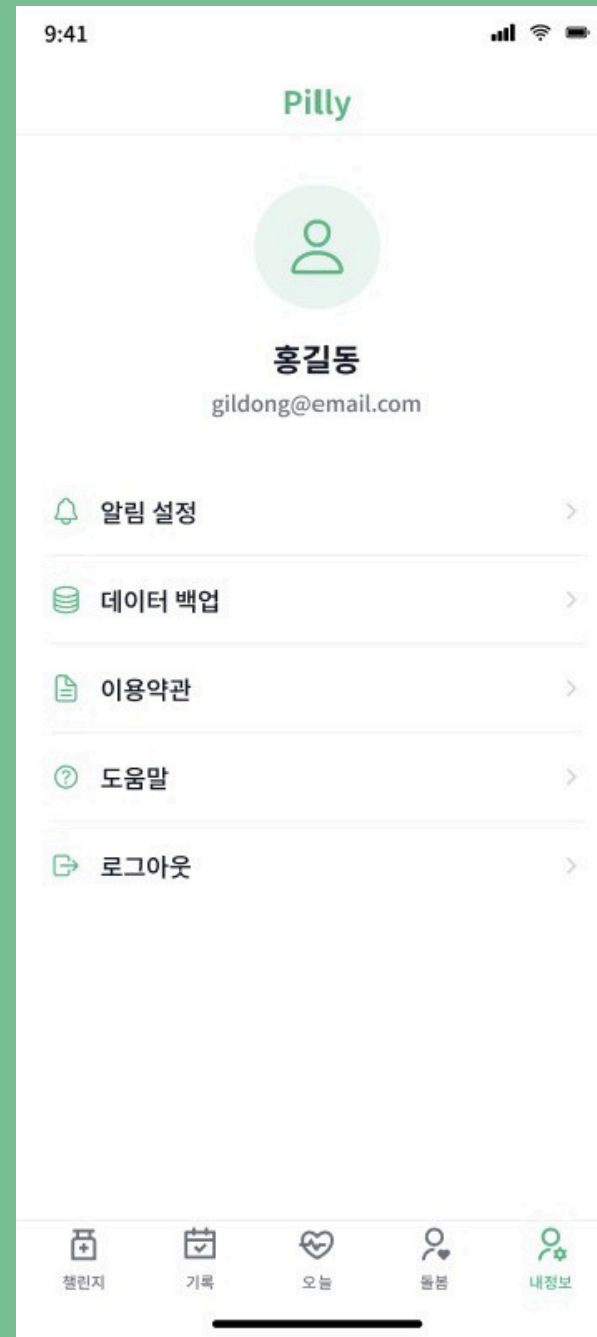 9:41
Pilly
홍길동
gildong@email.com
알림 설정
데이터 백업
이용약관
도움말
로그아웃
챌린지 기록 오늘 돌봄 내정보